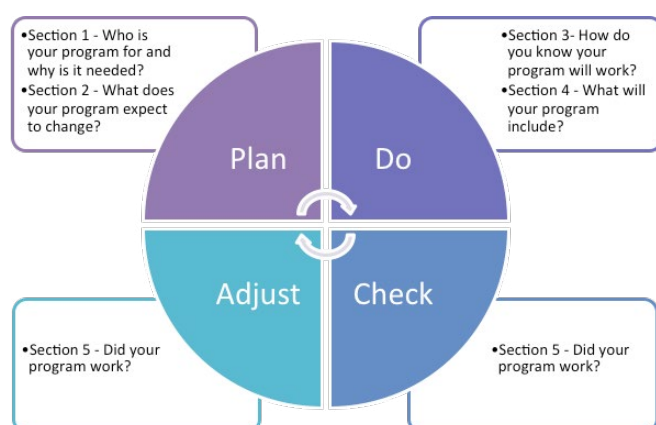 •Section 1 - Who is
your program for and
why is it needed?
•Section 2 - What does
your program expect
to change?
•Section 3- How do
you know your
program will work?
•Section 4 - What will
your program
include?
Plan
Do
Adjust
Check
•Section 5 - Did your
program work?
•Section 5 - Did your
program work?